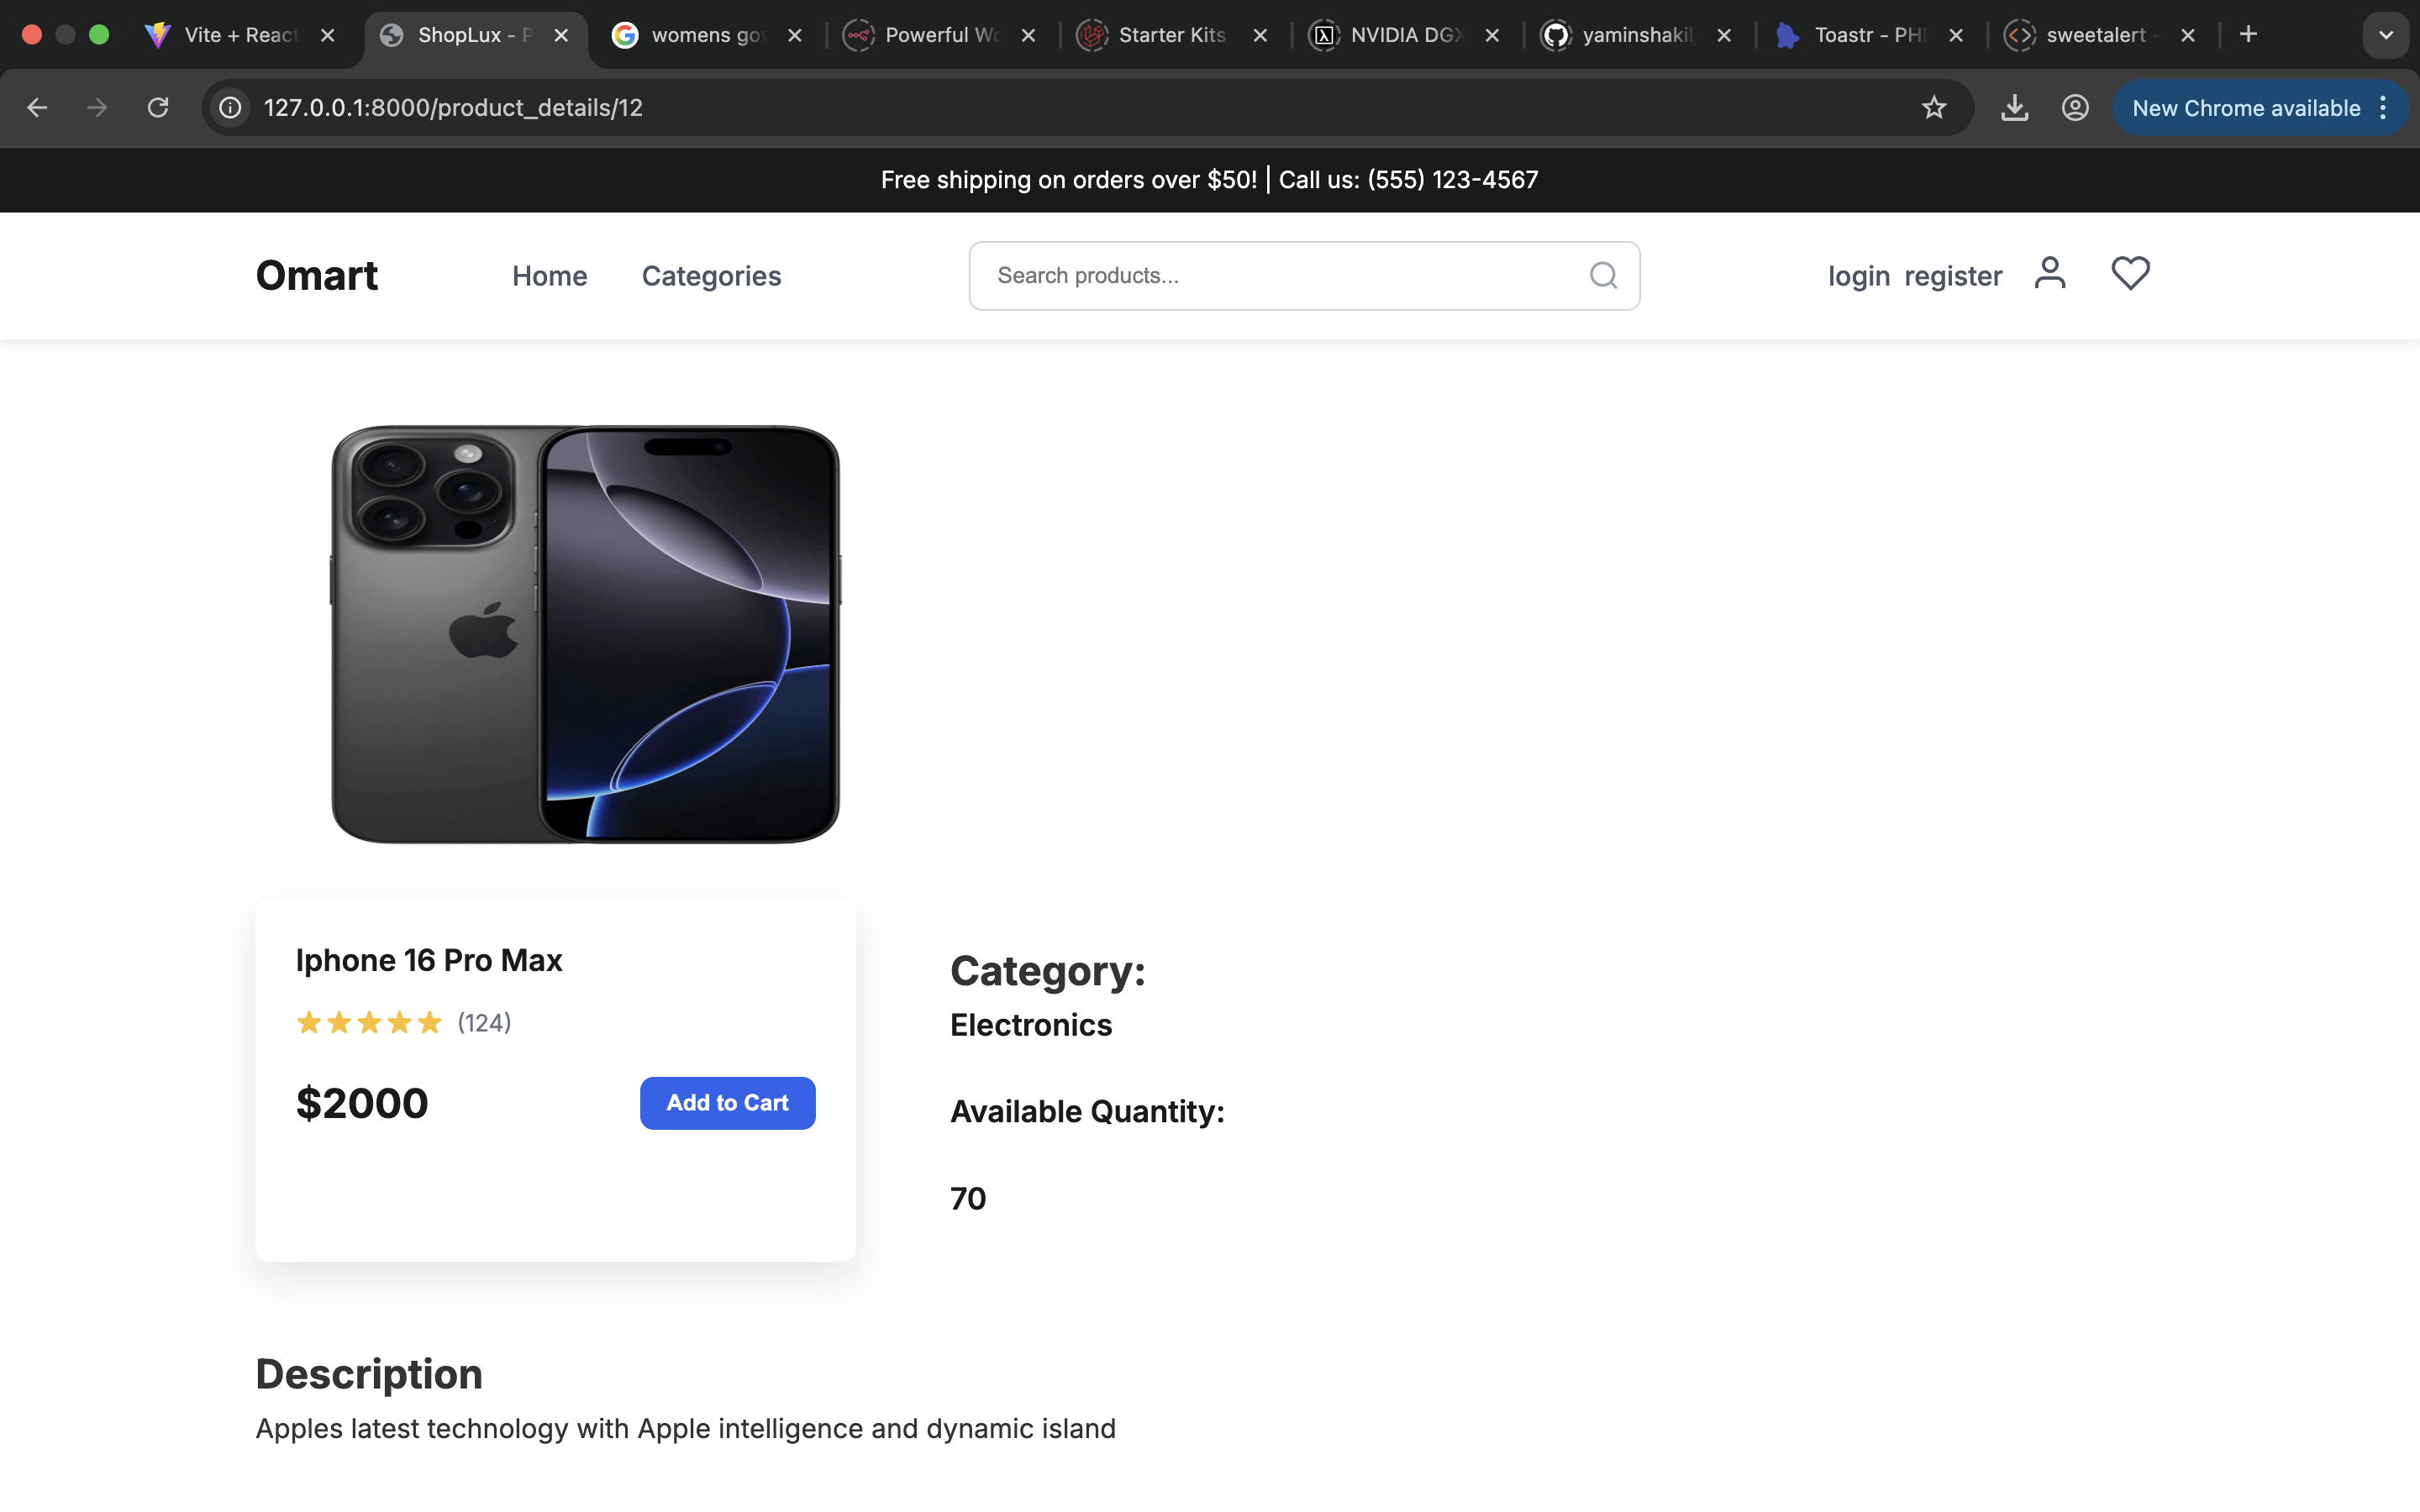 Vite + React
ShopLux - P
womens gov
Powerful Wo
Starter Kits
NVIDIA DGX
yaminshakil
Toastr - PHP
sweetalert -
127.0.0.1:8000/product_details/12
New Chrome available
Free shipping on orders over $50! | Call us: (555) 123-4567
Omart
Home
Categories
Search products...
login register
Iphone 16 Pro Max
(124)
$2000
Add to Cart
Category:
Electronics
Available Quantity:
70
Description
Apples latest technology with Apple intelligence and dynamic island